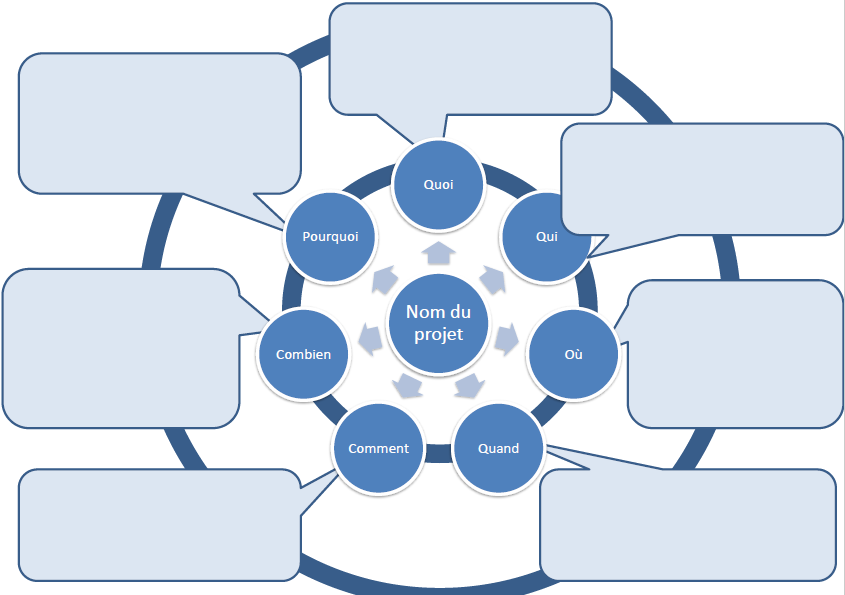 Quoi
Pourquoi
Qui
Nom du
projet
Combien
Où
Comment
Quand